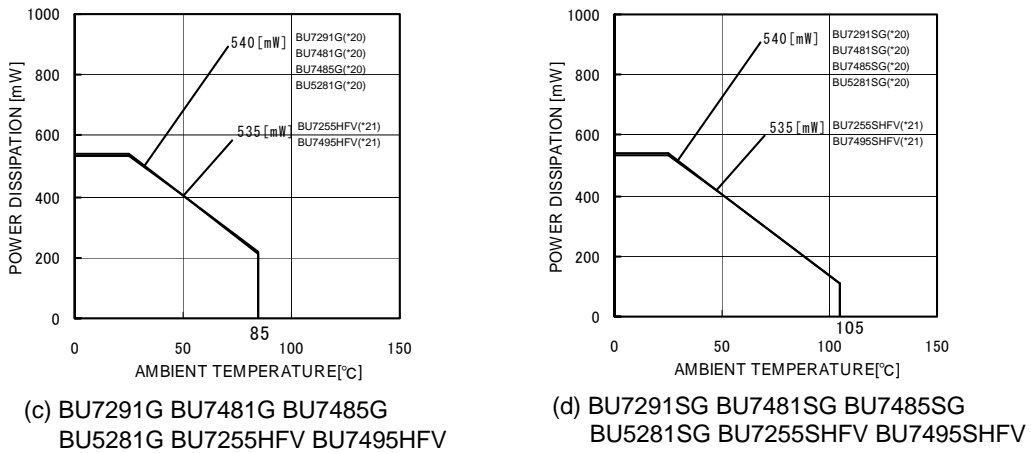 1000
800
600
400
200
0
POWER DISSIPATION [mW]
540[mW]
BU7291G(*20)
BU7481G(*20)
BU7485G(*20)
BU5281G(*20)
535[mW]
BU7255HFV(*21)
BU7495HFV(*21)
85
0 50 100 150
AMBIENT TEMPERATURE[℃]
(c) BU7291G BU7481G BU7485G
BU5281G BU7255HFV BU7495HFV
1000
800
600
400
200
0
POWER DISSIPATION [mW]
540[mW]
BU7291SG(*20)
BU7481SG(*20)
BU7485SG(*20)
BU5281SG(*20)
535[mW]
BU7255SHFV(*21)
BU7495SHFV(*21)
105
0 50 100 150
AMBIENT TEMPERATURE[℃]
(d) BU7291SG BU7481SG BU7485SG
BU5281SG BU7255SHFV BU7495SHFV